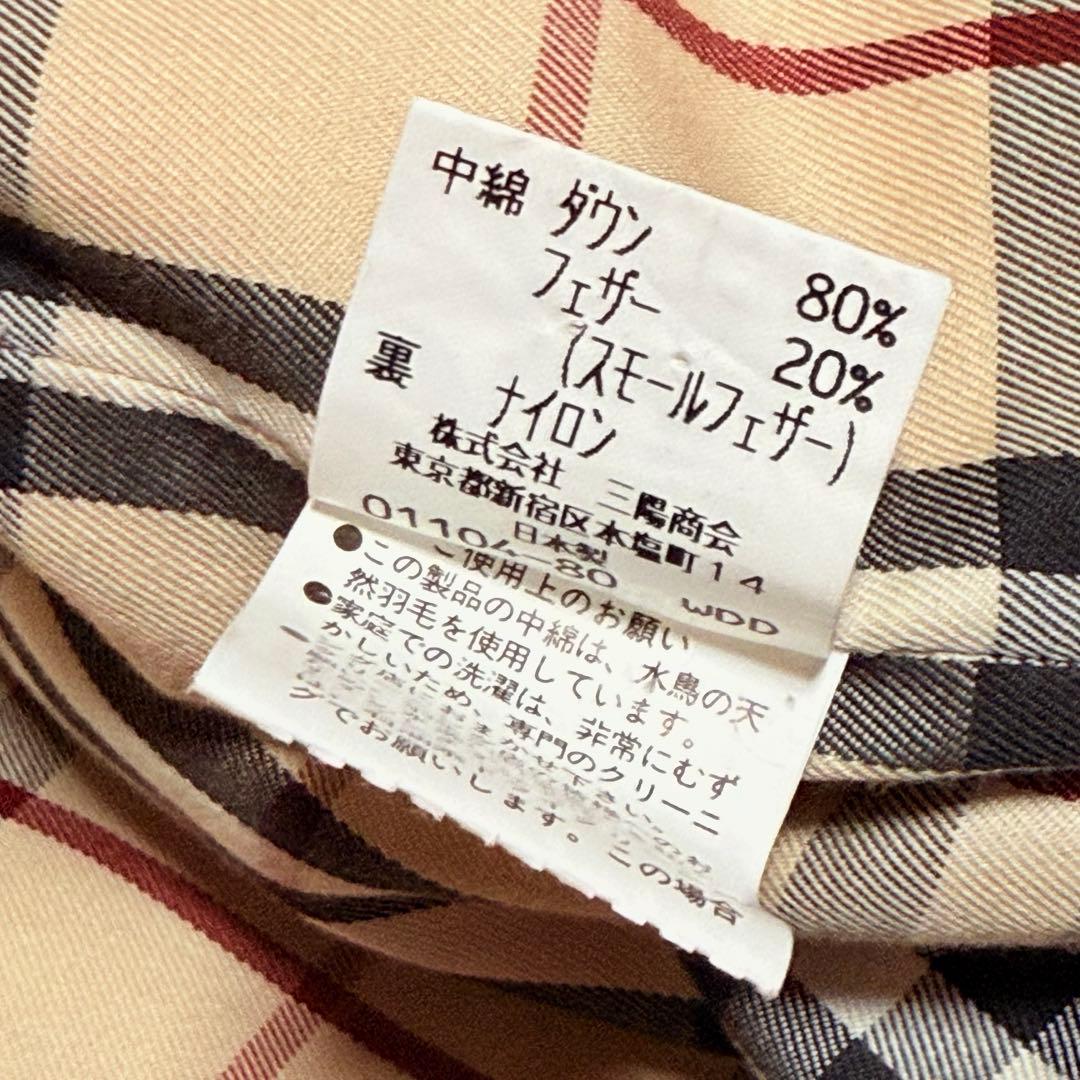 中綿 ダウン 80%
フェザー 20%
(スモールフェザー)
裏 ナイロン
株式会社 三陽商会
東京都新宿区本塩町14
日本製
01104-80 WDD
ご使用上のお願い
●この製品の中綿は、水鳥の天
然羽毛を使用しています。
●家庭での洗濯は、非常にむず
かしいため、専門のクリーニ
でお願いします。この場合